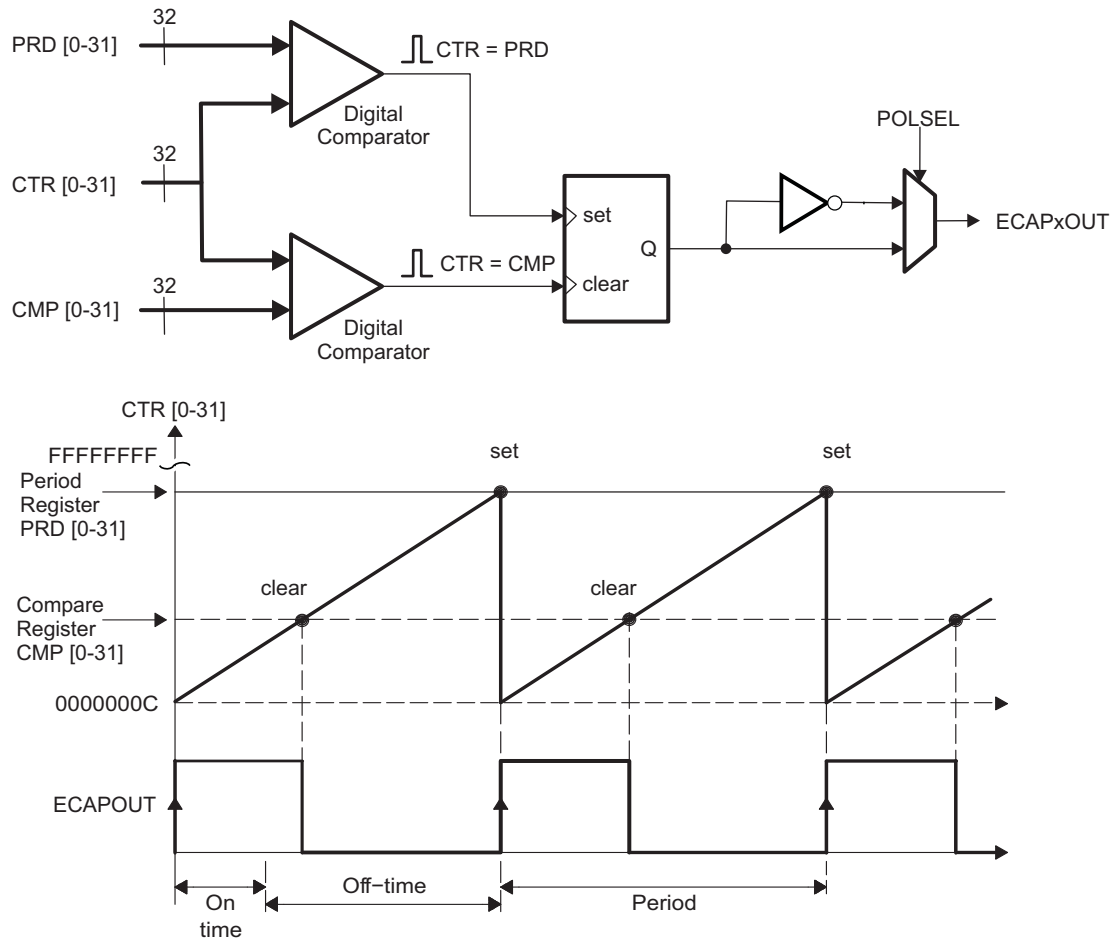 32
PRD [0-31]
CTR = PRD
Digital
Comparator
POLSEL
32
CTR [0-31]
set
Q
ECAPxOUT
CTR = CMP
clear
32
CMP [0-31]
Digital
Comparator
CTR [0-31]
FFFFFFFF
set
set
Period
Register
PRD [0-31]
clear
clear
Compare
Register
CMP [0-31]
0000000C
ECAPOUT
On
time
Off−time
Period